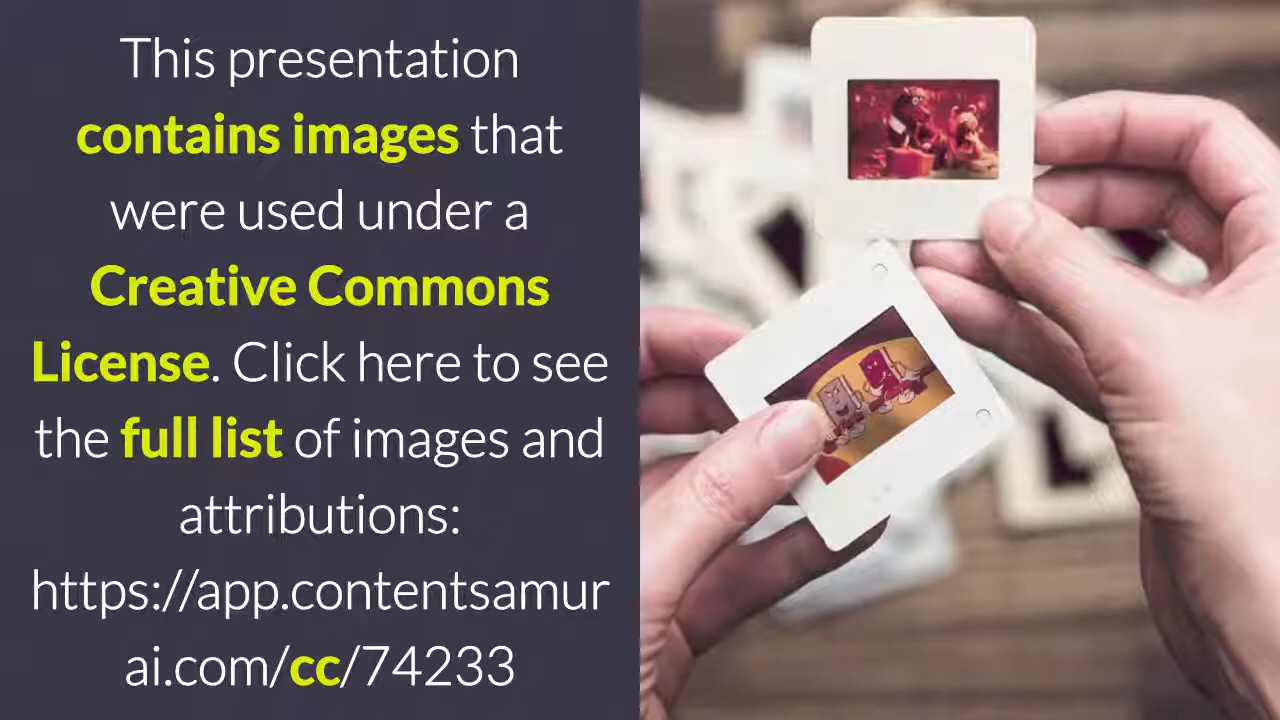 This presentation
contains images that
were used under a
Creative Commons
License. Click here to see
the full list of images and
attributions:
https://app.contentsamur
ai.com/cc/74233